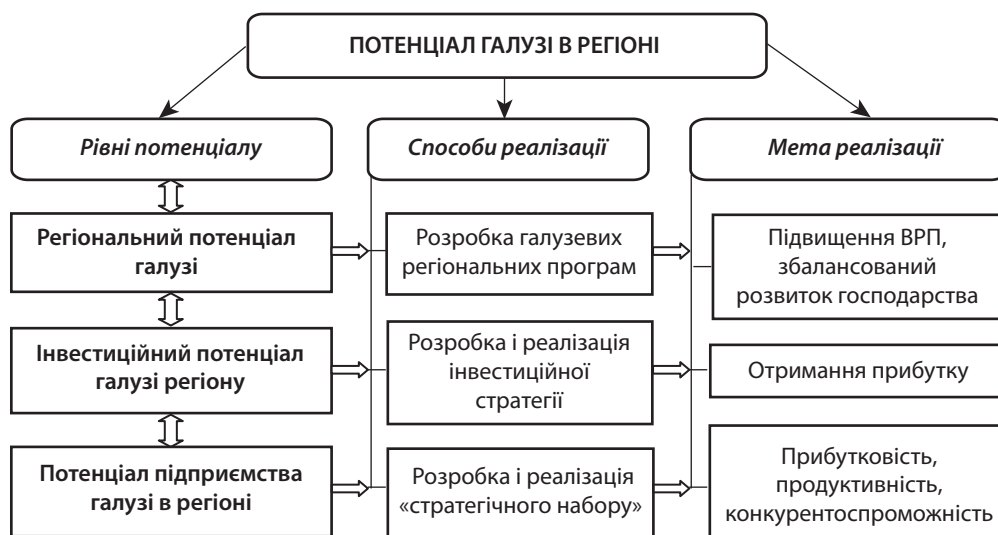 ПОТЕНЦІАЛ ГАЛУЗІ В РЕГІОНІ
Рівні потенціалу
Способи реалізації
Мета реалізації
Регіональний потенціал
галузі
Розробка галузевих
регіональних програм
Підвищення ВРП,
збалансований
розвиток господарства
Інвестиційний потенціал
галузі регіону
Розробка і реалізація
інвестиційної
стратегії
Отримання прибутку
Потенціал підприємства
галузі в регіоні
Розробка і реалізація
«стратегічного набору»
Прибутковість,
продуктивність,
конкурентоспроможність